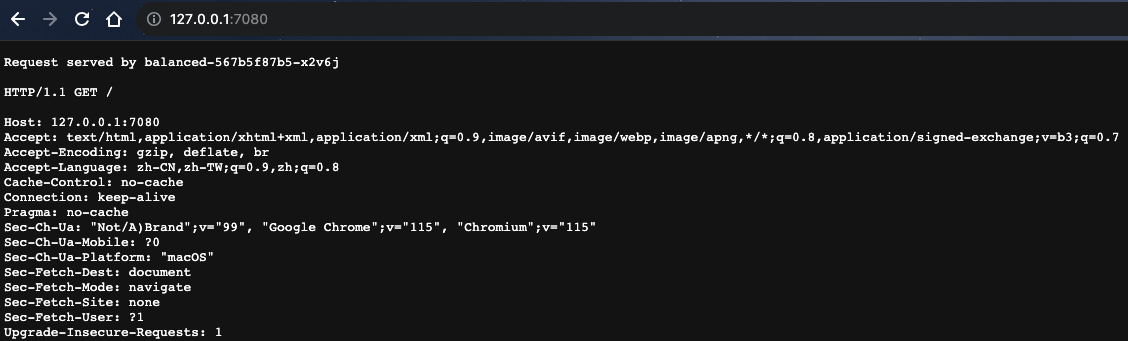 127.0.0.1:7080
Request served by balanced-567b5f87b5-x2v6j
HTTP/1.1 GET /
Host: 127.0.0.1:7080
Accept: text/html,application/xhtml+xml,application/xml;q=0.9,image/avif,image/webp,image/apng,*/*;q=0.8,application/signed-exchange;v=b3;q=0.7
Accept-Encoding: gzip, deflate, br
Accept-Language: zh-CN,zh-TW;q=0.9,zh;q=0.8
Cache-Control: no-cache
Connection: keep-alive
Pragma: no-cache
Sec-Ch-Ua: "Not/A)Brand";v="99", "Google Chrome";v="115", "Chromium";v="115"
Sec-Ch-Ua-Mobile: ?0
Sec-Ch-Ua-Platform: "macOS"
Sec-Fetch-Dest: document
Sec-Fetch-Mode: navigate
Sec-Fetch-Site: none
Sec-Fetch-User: ?1
Upgrade-Insecure-Requests: 1